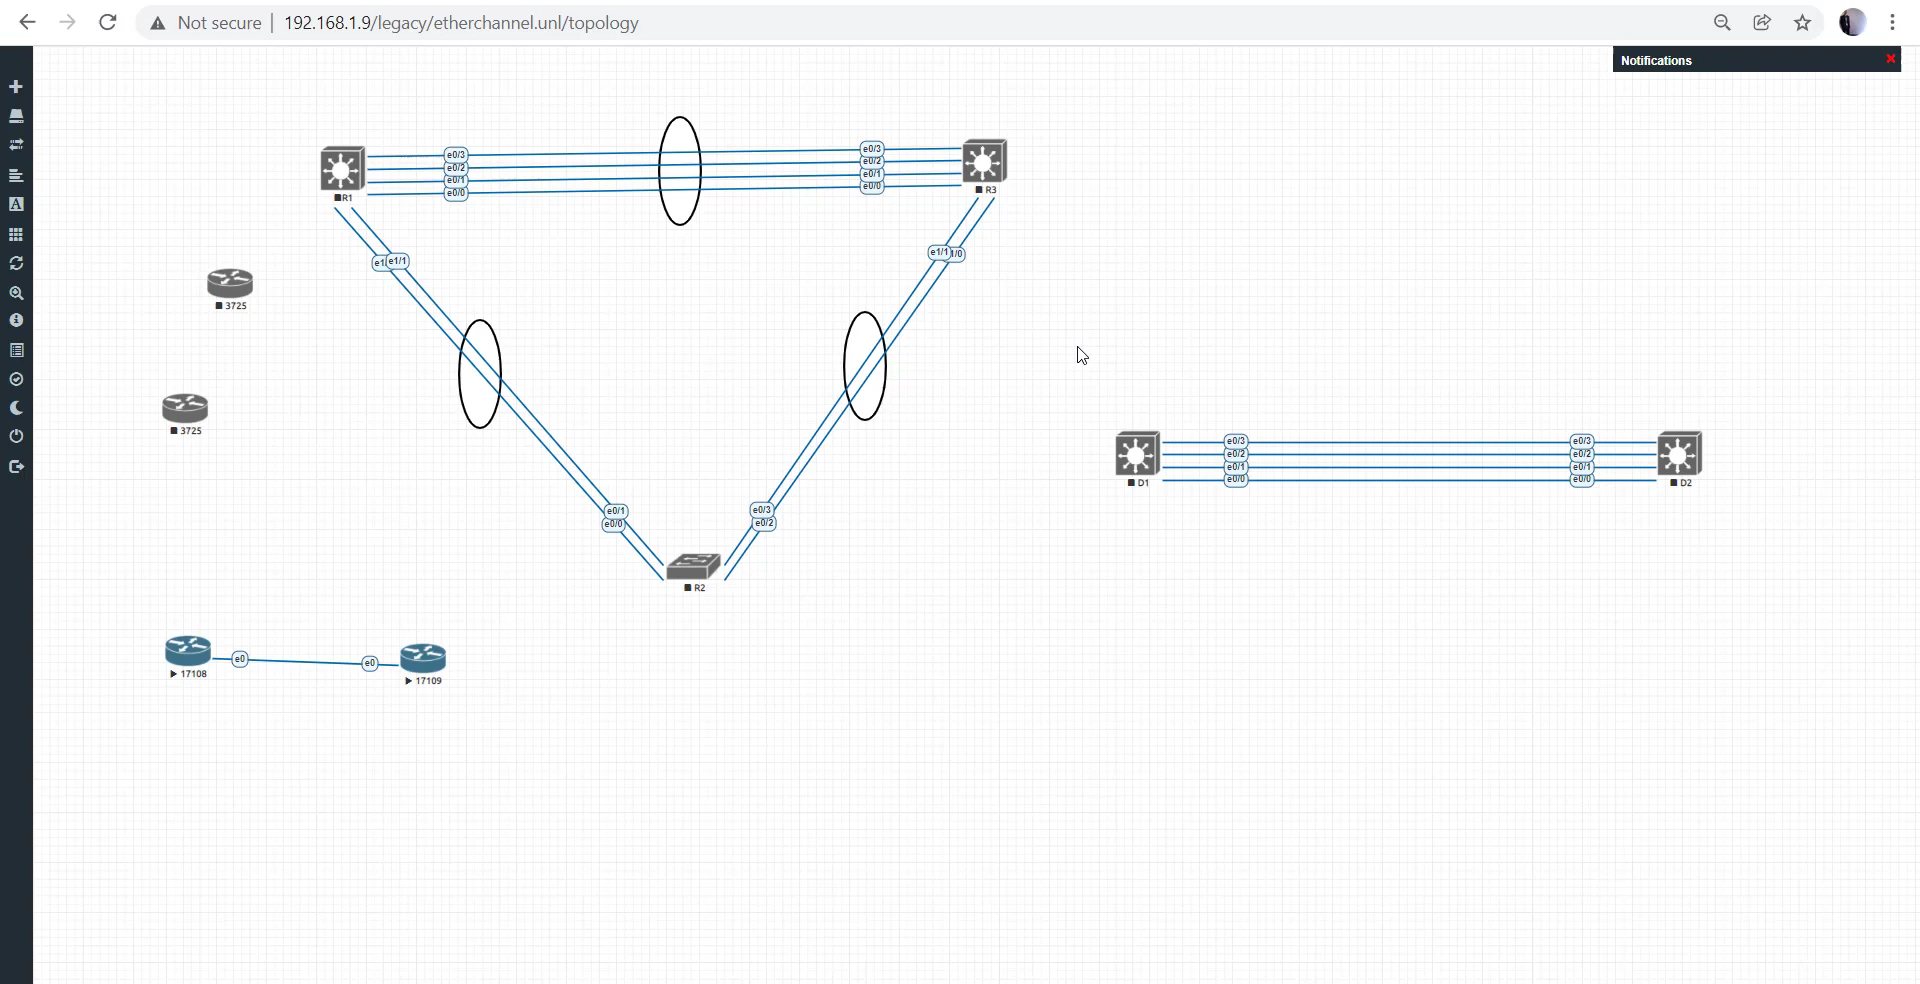 Not secure | 192.168.1.9/legacy/etherchannel.unl/topology
Notifications
e0/3
e0/2
e0/1
e0/0
R1
e0/3
e0/2
e0/1
e0/0
R3
e1/1
e1/1
1/0
3725
3725
e0/3
e0/2
e0/1
e0/0
D1
e0/3
e0/2
e0/1
e0/0
D2
e0/1
e0/0
e0/3
e0/2
R2
e0
e0
17108
17109